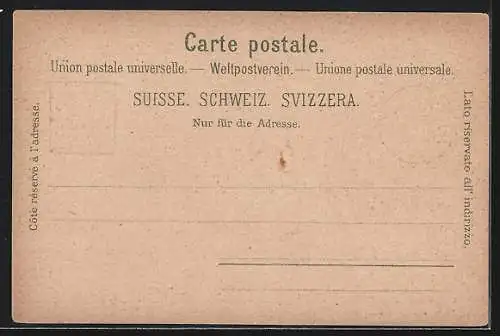 Carte postale.
Union postale universelle. — Weltpostverein. — Unione postale universale.
SUISSE. SCHWEIZ. SVIZZERA.
Nur für die Adresse.
Côté réservé à l'adresse.
Lato riservato all' indirizzo.